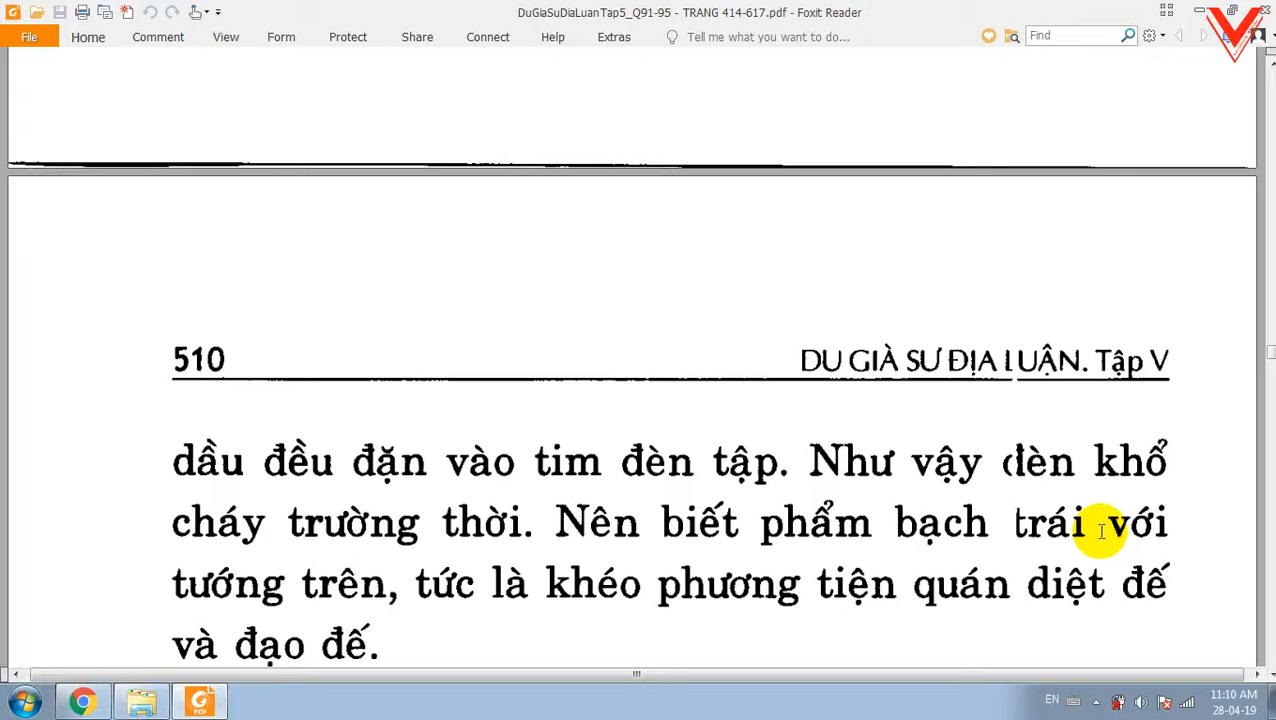 DuGiaSuDiaLuanTap5_Q91-95 - TRANG 414-617.pdf - Foxit Reader
File Home Comment View Form Protect Share Connect Help Extras Tell me what you want to do... Find
510 DU GIÀ SƯ ĐỊA LUẬN. Tập V
dầu đều đặn vào tim đèn tập. Như vậy đèn khổ
cháy trường thời. Nên biết phẩm bạch trái với
tướng trên, tức là khéo phương tiện quán diệt đế
và đạo đế.
PDF
EN 11:10 AM
28-04-19